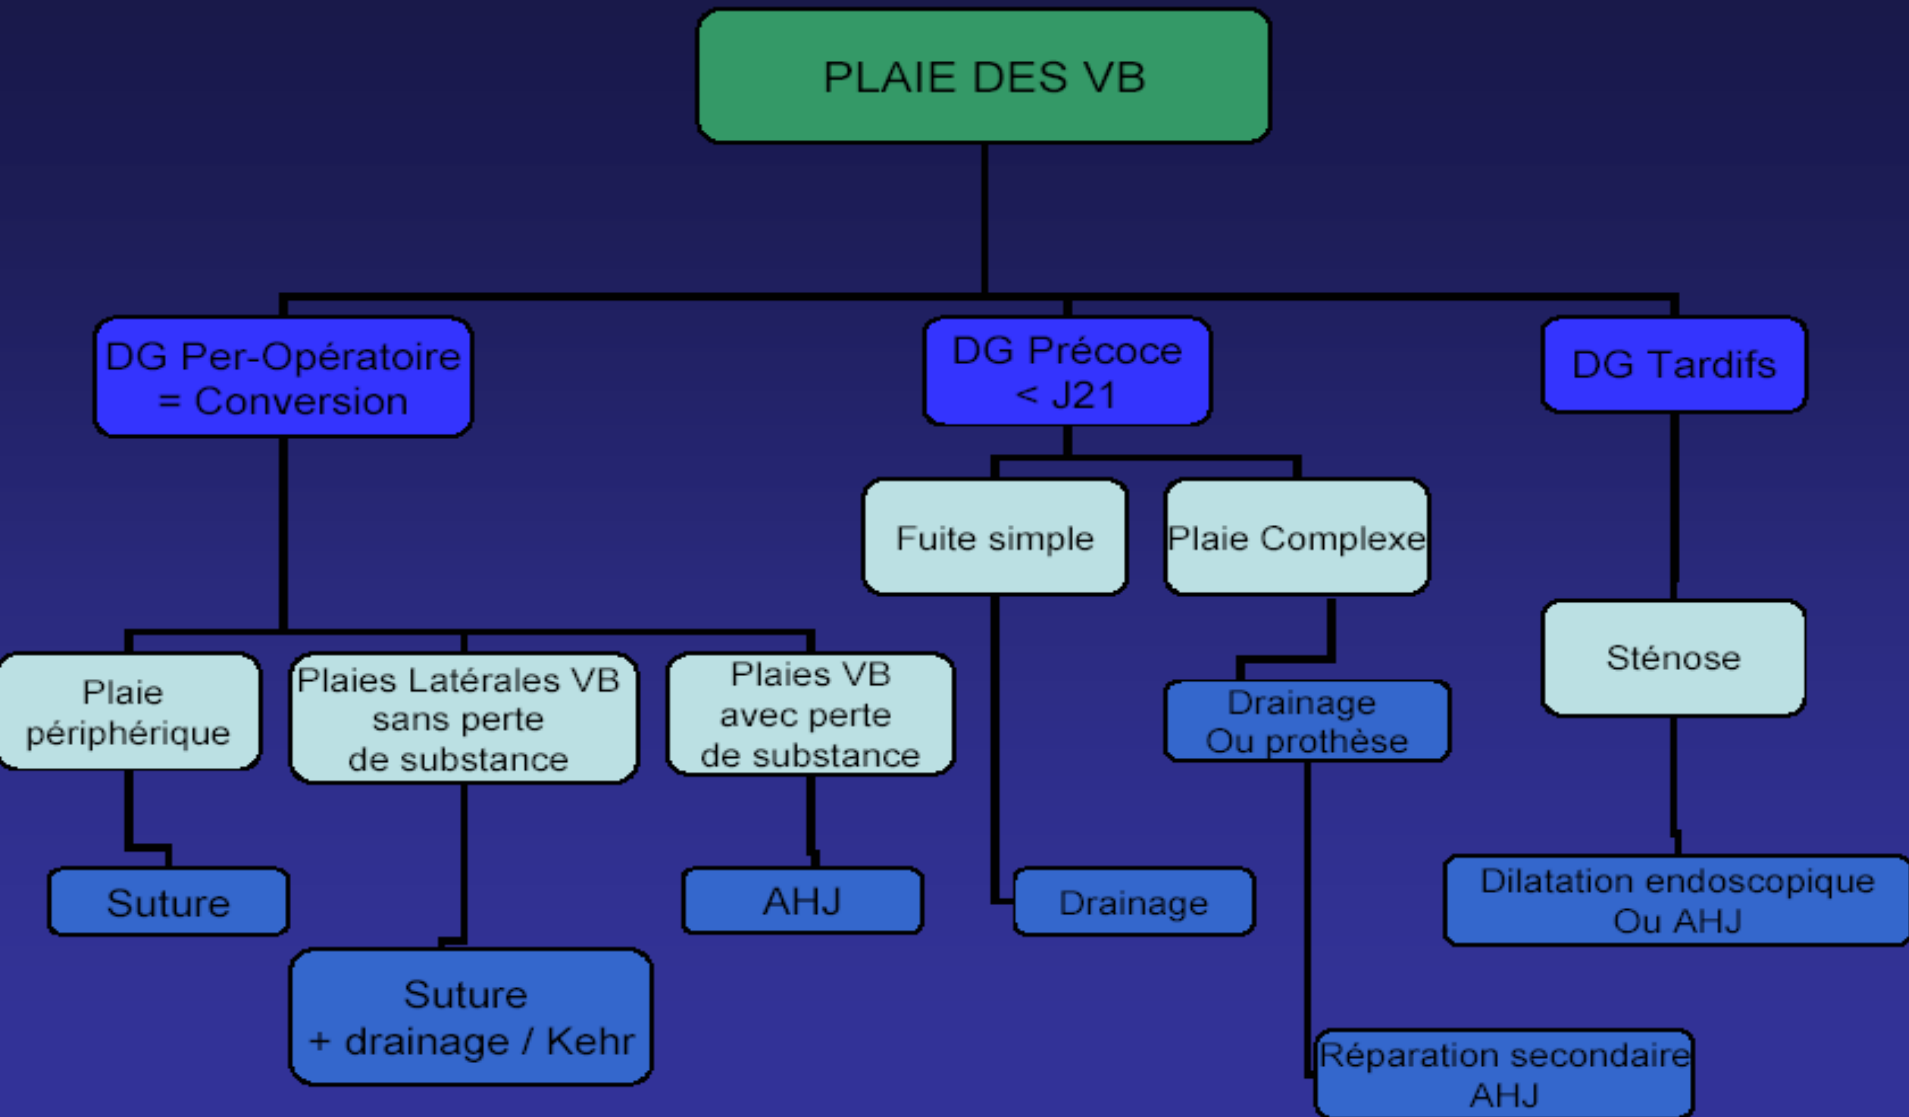 PLAIE DES VB
DG Per-Opératoire
= Conversion
DG Précoce
< J21
DG Tardifs
Fuite simple
Plaie Complexe
Plaie
périphérique
Plaies Latérales VB
sans perte
de substance
Plaies VB
avec perte
de substance
Drainage
Ou prothèse
Sténose
Suture
Suture
+ drainage / Kehr
AHJ
Drainage
Dilatation endoscopique
Ou AHJ
Réparation secondaire
AHJ